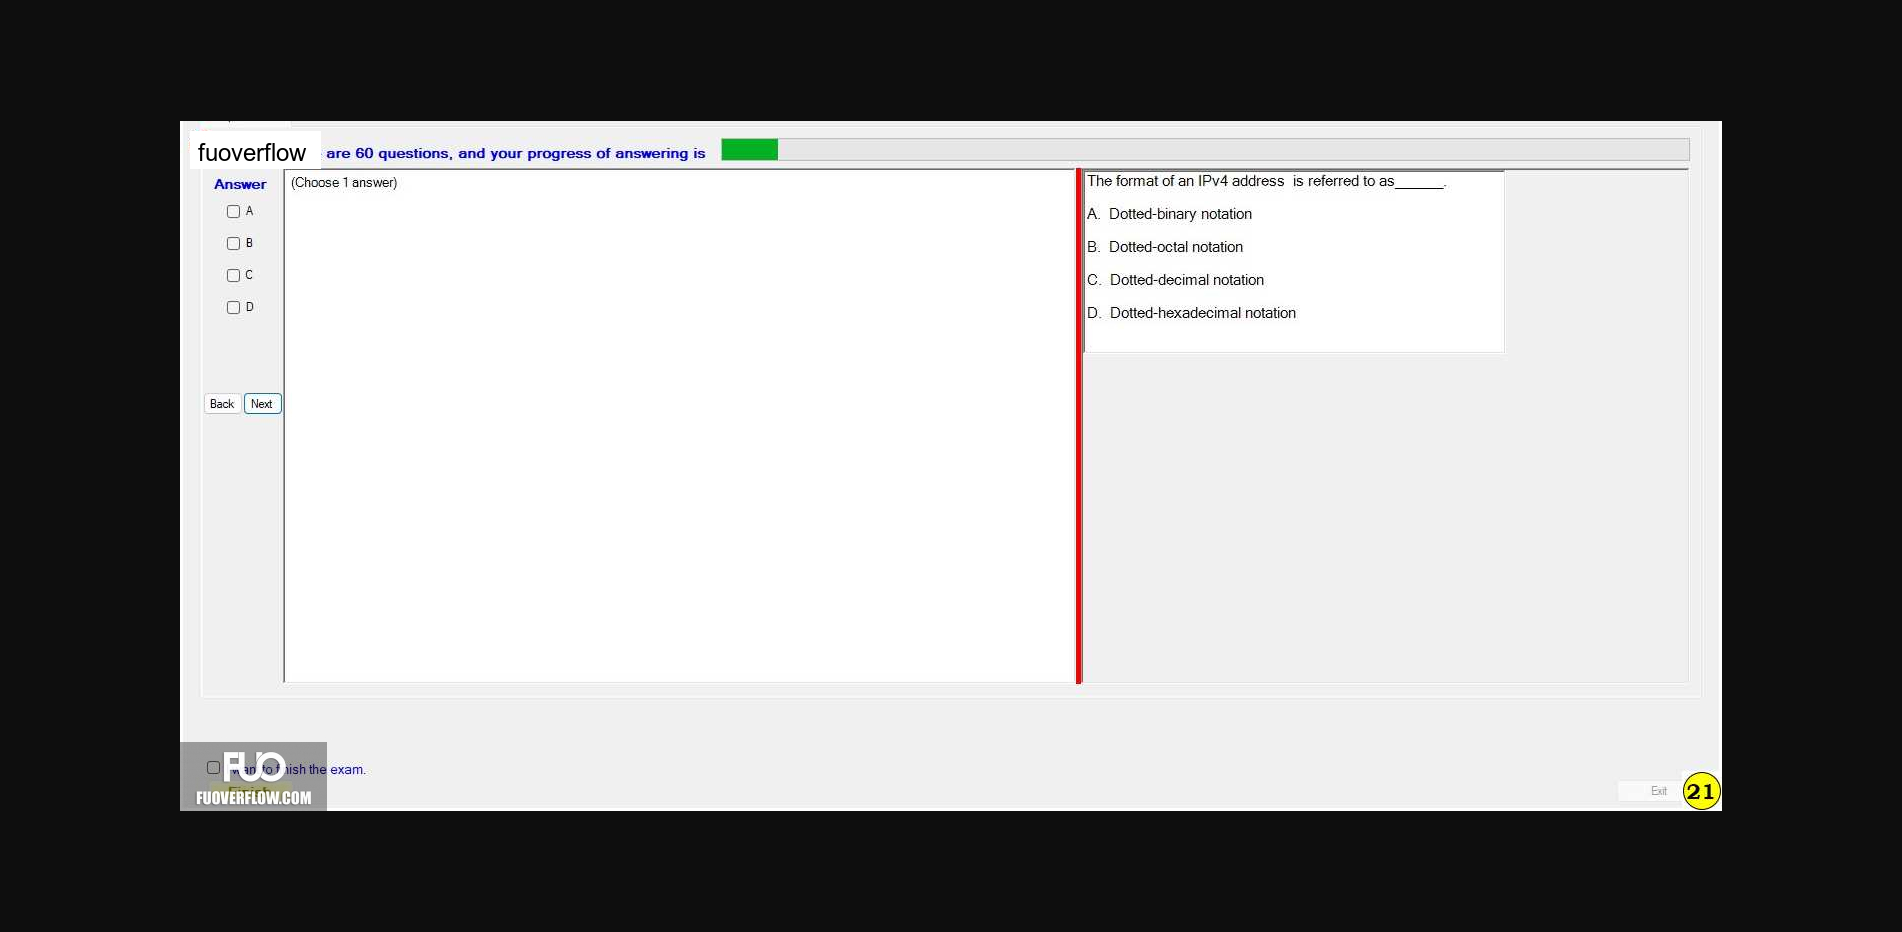 fuoverflow are 60 questions, and your progress of answering is
Answer
(Choose 1 answer)
A
B
C
D
Back Next
The format of an IPv4 address is referred to as______.
A. Dotted-binary notation
B. Dotted-octal notation
C. Dotted-decimal notation
D. Dotted-hexadecimal notation
FUO
want to finish the exam.
Finish
FUOVERFLOW.COM
Exit
21